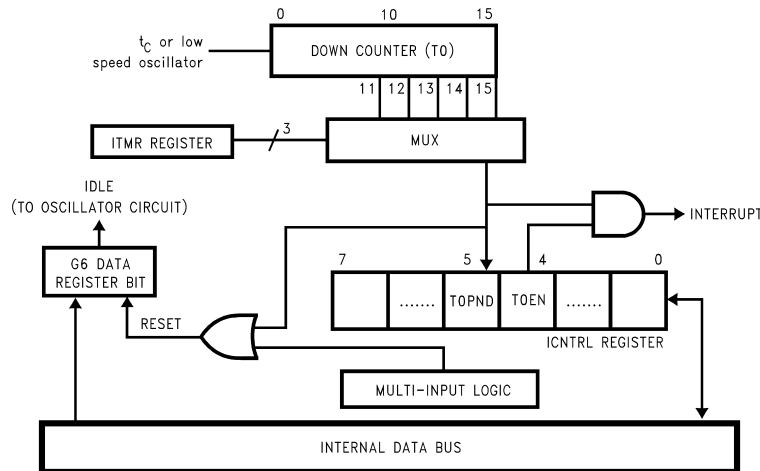 0 10 15
t_C or low
speed oscillator
DOWN COUNTER (T0)
11 12 13 14 15
ITMR REGISTER
3
MUX
IDLE
(TO OSCILLATOR CIRCUIT)
INTERRUPT
G6 DATA
REGISTER BIT
7 5 4 0
....... T0PND T0EN .......
RESET
ICNTRL REGISTER
MULTI-INPUT LOGIC
INTERNAL DATA BUS